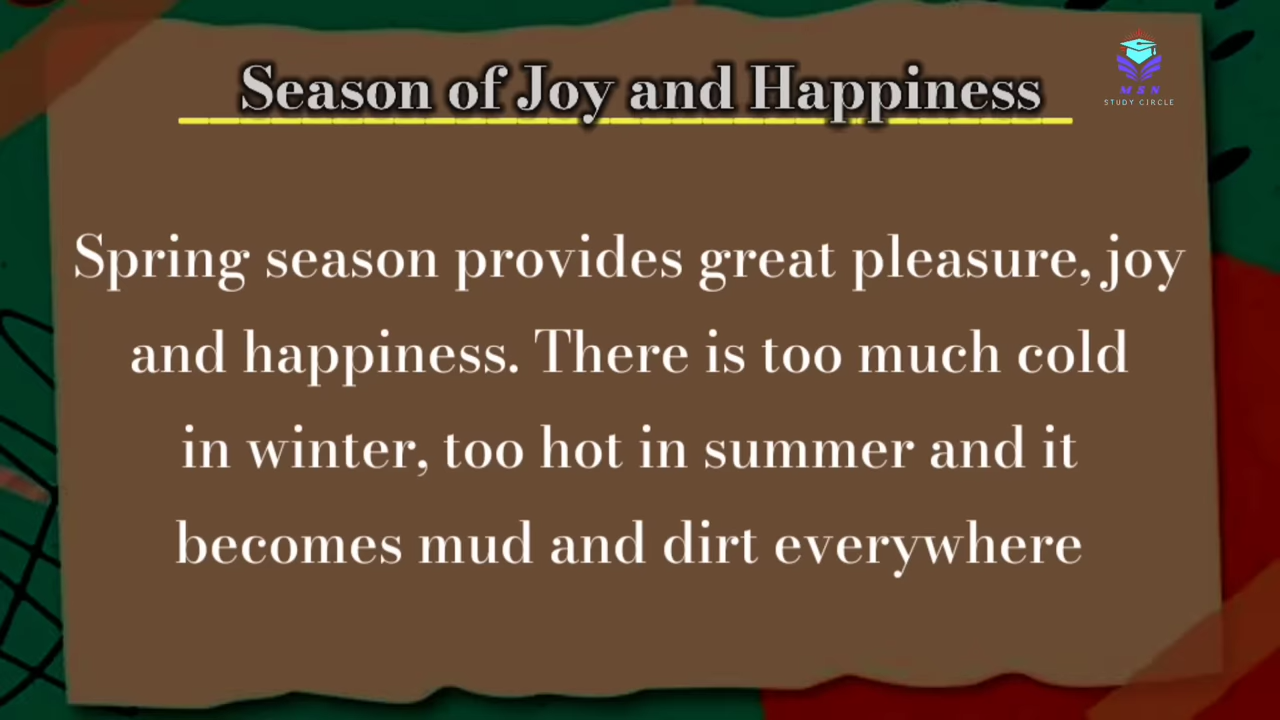 Season of Joy and Happiness
MSN
STUDY CIRCLE
Spring season provides great pleasure, joy
and happiness. There is too much cold
in winter, too hot in summer and it
becomes mud and dirt everywhere